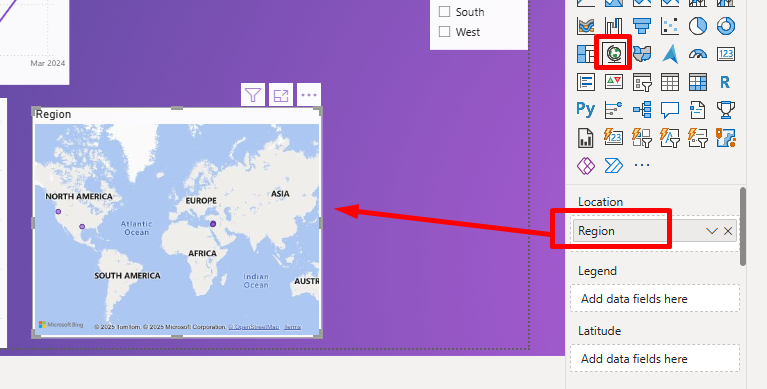 South
West
Mar 2024
123
R
Py
123
Region
NORTH AMERICA
EUROPE
ASIA
Atlantic
Ocean
AFRICA
SOUTH AMERICA
Indian
Ocean
AUSTR
Microsoft Bing
© 2025 TomTom, © 2025 Microsoft Corporation, © OpenStreetMap Terms
Location
Region
Legend
Add data fields here
Latitude
Add data fields here